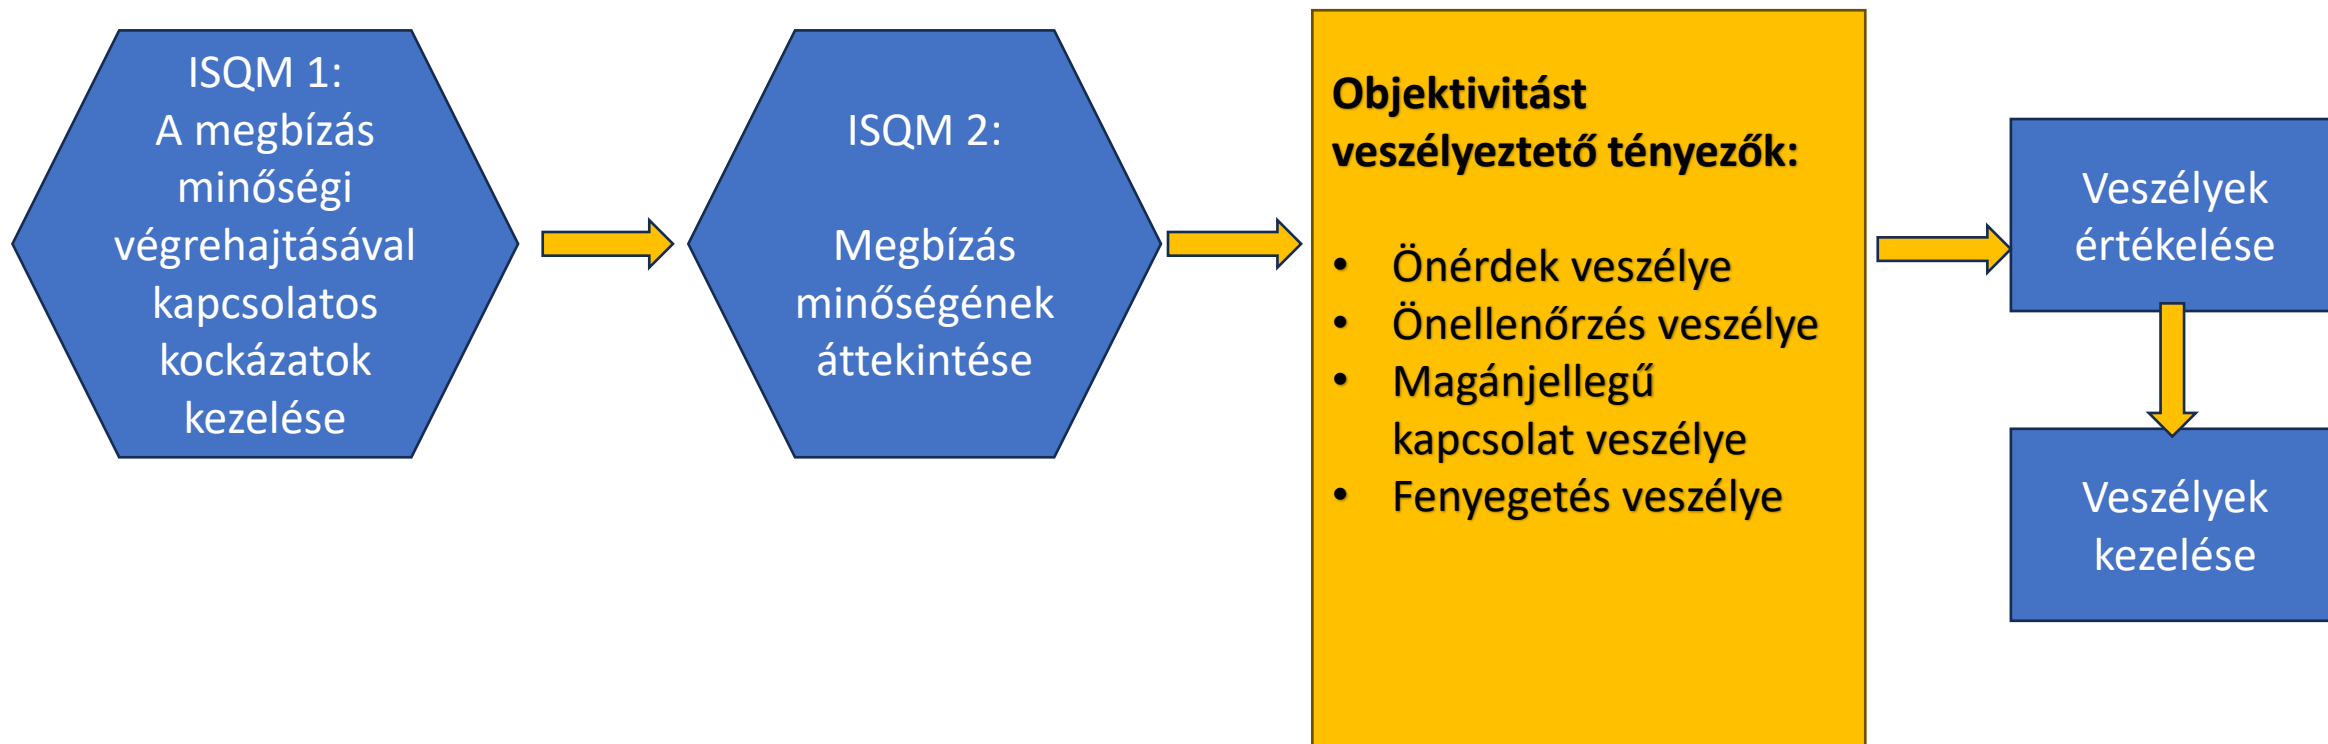 ISQM 1:
A megbízás
minőségi
végrehajtásával
kapcsolatos
kockázatok
kezelése
ISQM 2:
Megbízás
minőségének
áttekintése
Objektivitást
veszélyeztető tényezők:
• Önérdek veszélye
• Önellenőrzés veszélye
• Magánjellegű
kapcsolat veszélye
• Fenyegetés veszélye
Veszélyek
értékelése
Veszélyek
kezelése